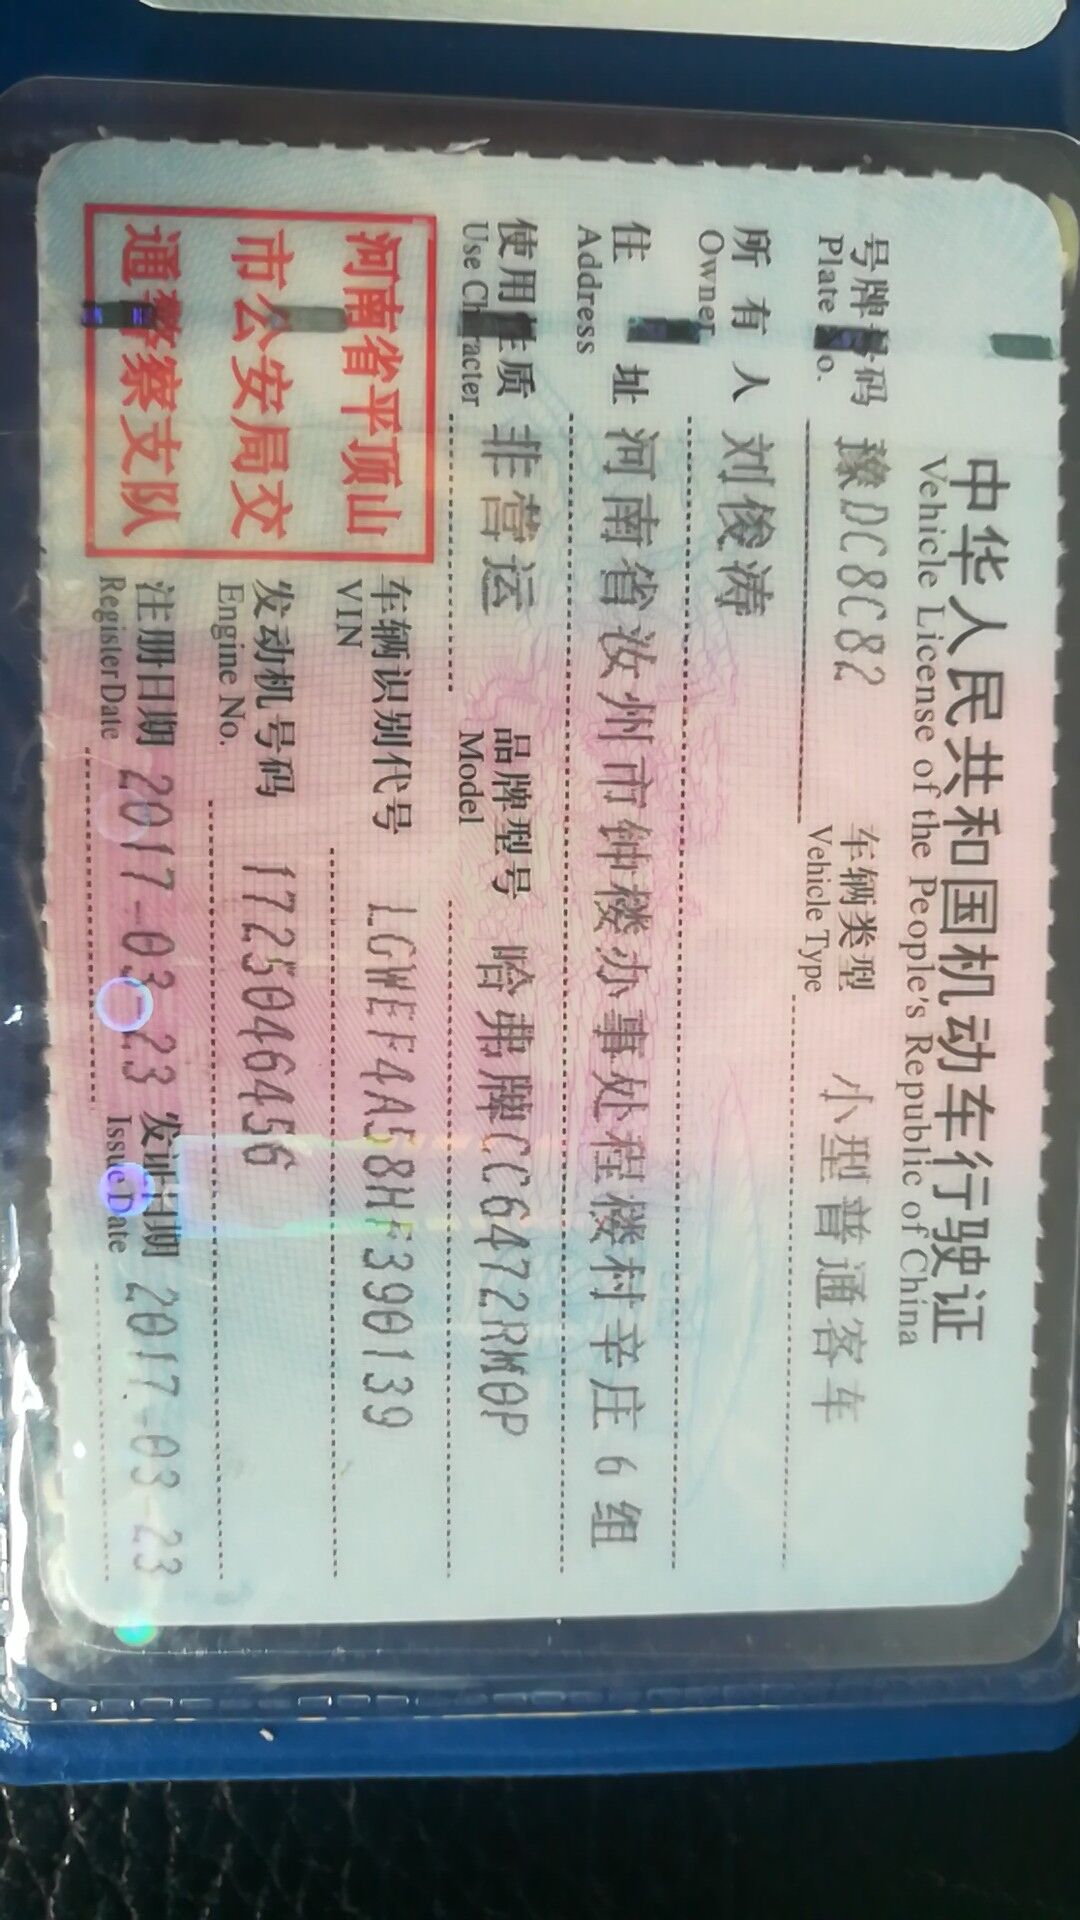 中华人民共和国机动车行驶证
Vehicle License of the People's Republic of China
号牌号码 豫DC8C82 车辆类型 小型普通客车
Plate No. Vehicle Type
所有人 刘俊涛
Owner
住址 河南省汝州市钟楼办事处程楼村辛庄6组
Address
使用性质 非营运 品牌型号 哈弗牌CC6472RM0P
Use Character Model
河南省平顶山
市公安局交
通警察支队
车辆识别代号 LGWEF4A58HF390139
VIN
发动机号码 1725046456
Engine No.
注册日期 2017-03-23 发证日期 2017-03-23
Register Date Issue Date